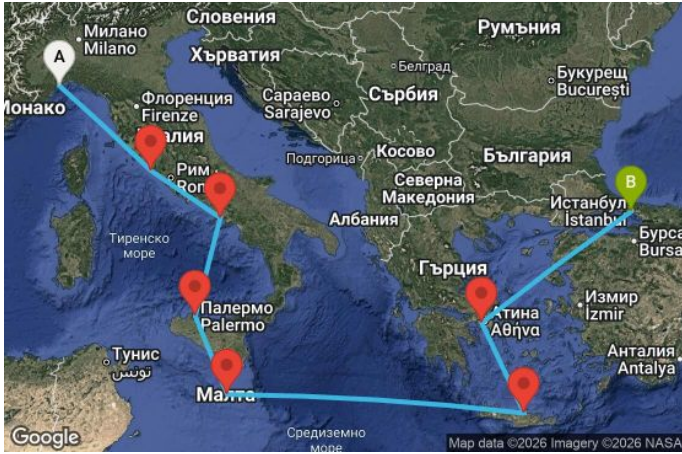 Словения
Милано
Milano
A
Хърватия
Румъния
Белград
Букурещ
București
Монако
Флоренция
Firenze
Сараево
Sarajevo
Сърбия
Подгорица
Косово
България
Рим
B
Северна
Македония
Истанбул
İstanbul
Албания
Бурса
Bursa
Тиренско
море
Гърция
Палермо
Palermo
Атина
Αθήνα
Измир
İzmir
Тунис
تونس
Анталия
Antalya
Малта
Средиземно
море
Google
Map data ©2026 Imagery ©2026 NASA